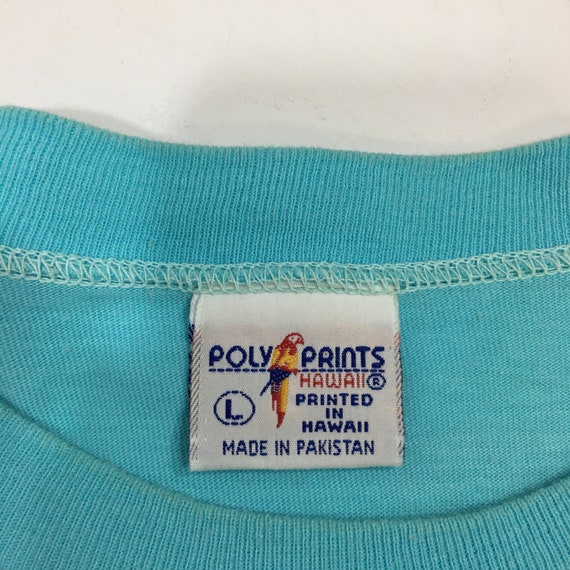 POLY PRINTS
HAWAII®
L
PRINTED
IN
HAWAII
MADE IN PAKISTAN